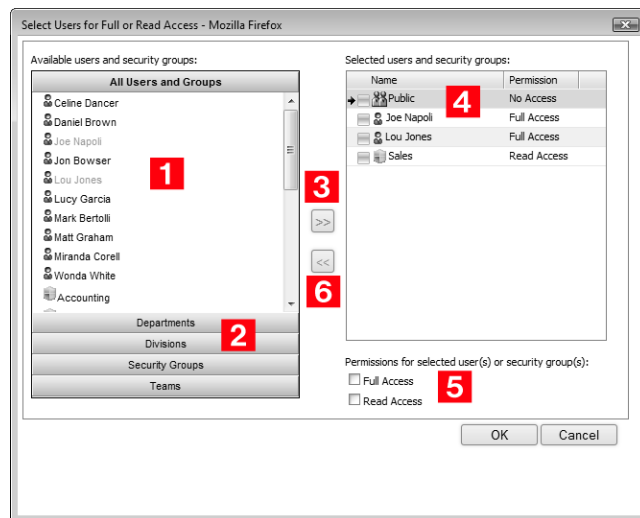 Select Users for Full or Read Access - Mozilla Firefox
Available users and security groups:
All Users and Groups
Celine Dancer
Daniel Brown
Joe Napoli
Jon Bowser
Lou Jones
Lucy Garcia
Mark Bertolli
Matt Graham
Miranda Corell
Wonda White
Accounting
1
Departments
Divisions
2
Security Groups
Teams
3
>>
<<
6
Selected users and security groups:
Name Permission
Public No Access
Joe Napoli Full Access
Lou Jones Full Access
Sales Read Access
4
Permissions for selected user(s) or security group(s):
Full Access
Read Access
5
OK Cancel